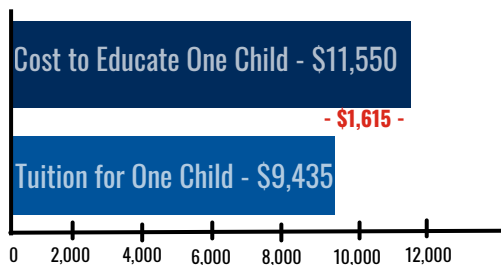 Cost to Educate One Child - $11,550
- $1,615 -
Tuition for One Child - $9,435
0 2,000 4,000 6,000 8,000 10,000 12,000